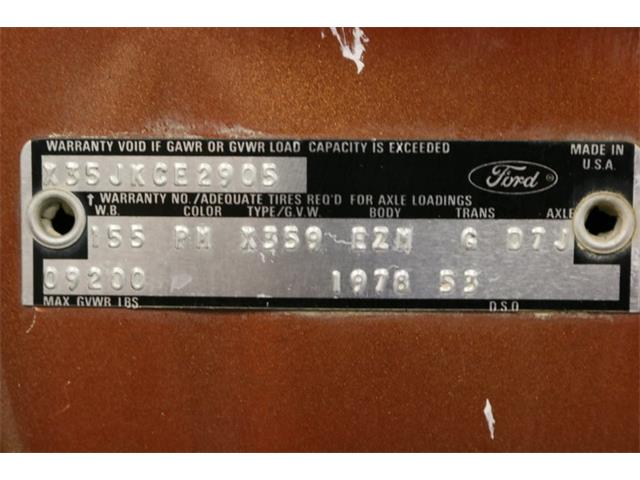 WARRANTY VOID IF GAWR OR GVWR LOAD CAPACITY IS EXCEEDED
MADE IN U.S.A.
X35JKCE2905
Ford
↑ WARRANTY NO./ADEQUATE TIRES REQ'D FOR AXLE LOADINGS
W.B. COLOR TYPE/G.V.W. BODY TRANS AXLE
155 PM X359 EZM G D7J
09200 1978 53
MAX. GVWR LBS. D.S.O.